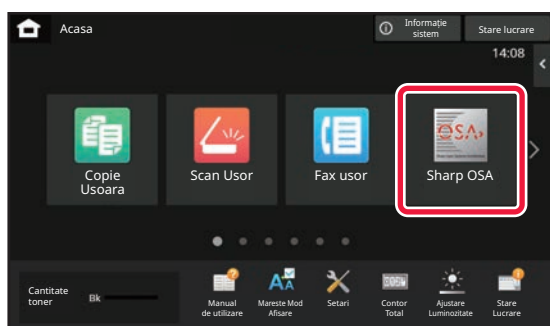 Acasa
Informație
sistem
Stare lucrare
14:08
Copie
Usoara
Scan Usor
Fax usor
OSA
Sharp OSA
Cantitate
toner
Bk
Manual
de utilizare
Mareste Mod
Afisare
Setari
Contor
Total
Ajustare
Luminozitate
Stare
Lucrare